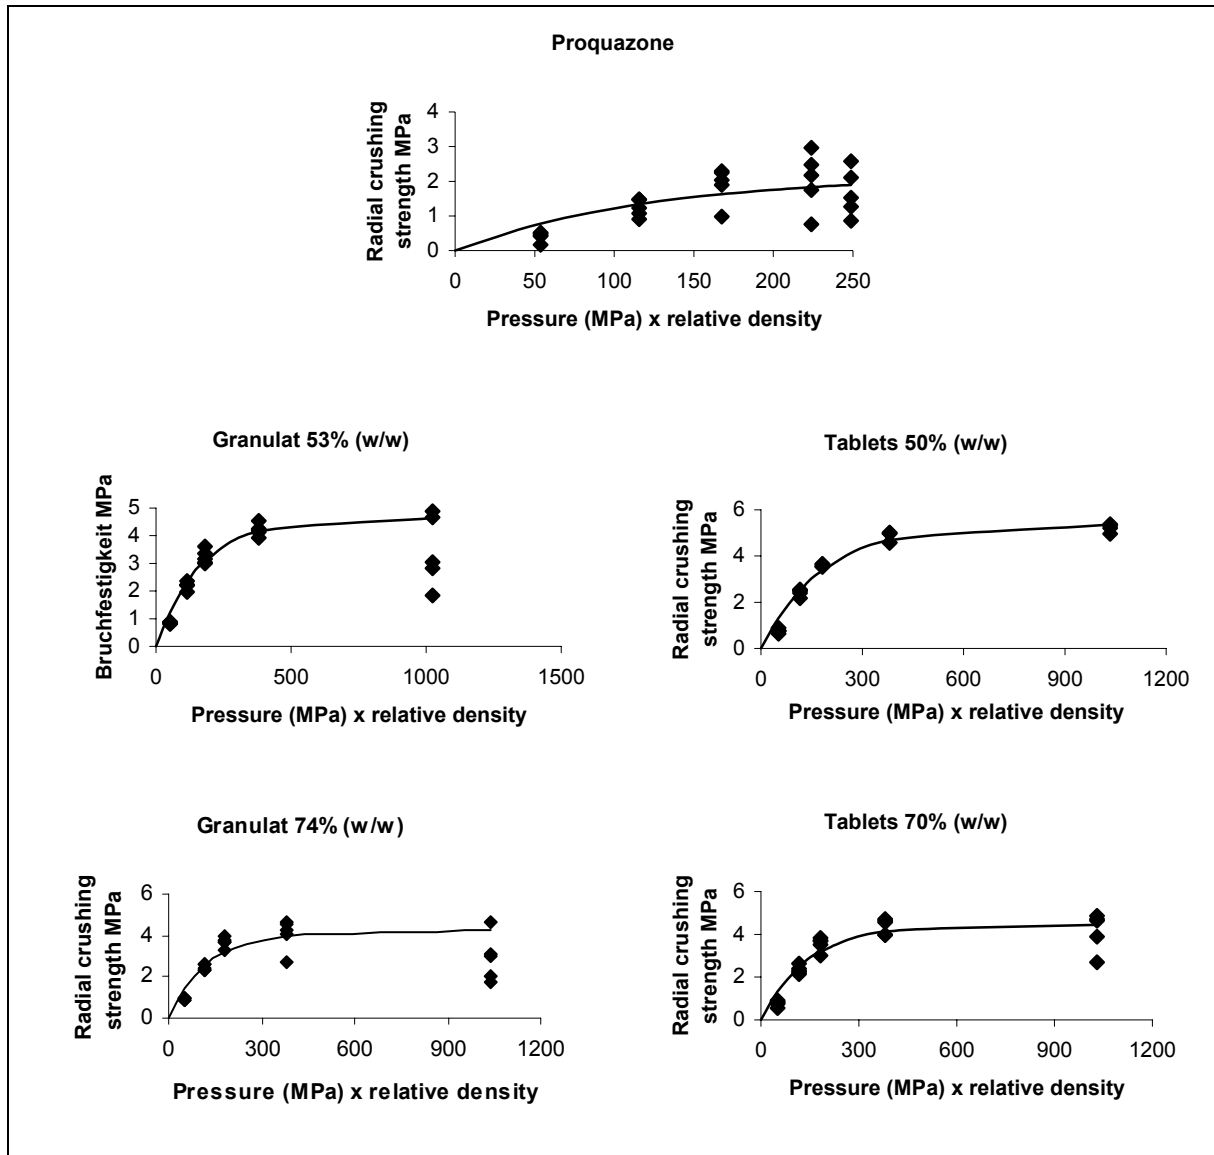 Proquazone
Radial crushing
strength MPa
4
3
2
1
0
0 50 100 150 200 250
Pressure (MPa) x relative density
Granulat 53% (w/w)
Bruchfestigkeit MPa
5
4
3
2
1
0
0 500 1000 1500
Pressure (MPa) x relative density
Tablets 50% (w/w)
Radial crushing
strength MPa
6
4
2
0
0 300 600 900 1200
Pressure (MPa) x relative density
Granulat 74% (w/w)
Radial crushing
strength MPa
6
4
2
0
0 300 600 900 1200
Pressure (MPa) x relative density
Tablets 70% (w/w)
Radial crushing
strength MPa
6
4
2
0
0 300 600 900 1200
Pressure (MPa) x relative density